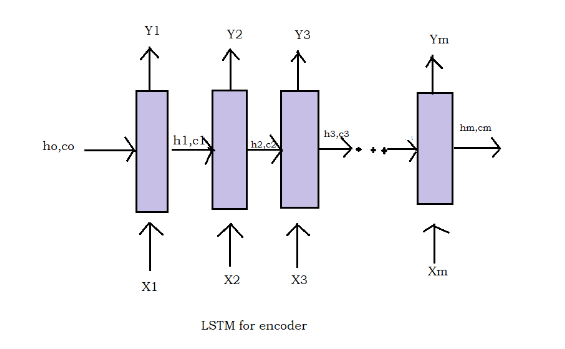 Y1
Y2
Y3
Ym
ho,co
h1,c1
h2,c2
h3,c3
hm,cm
X1
X2
X3
Xm
LSTM for encoder